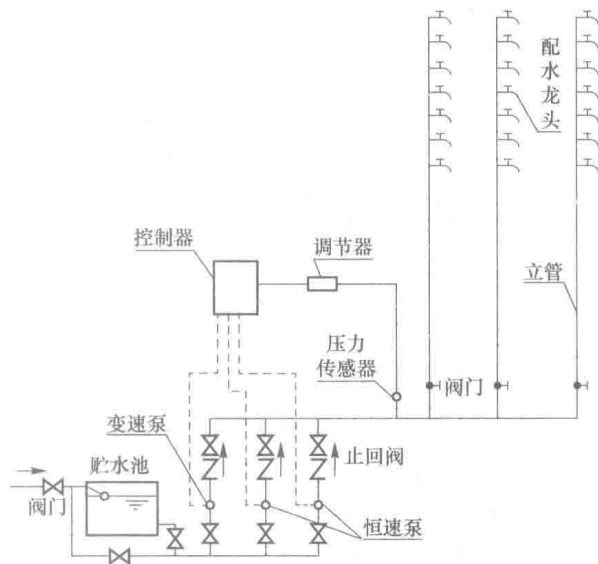 配
水
龙
头
控制器
调节器
立管
压力
传感器
阀门
变速泵
止回阀
贮水池
阀门
恒速泵